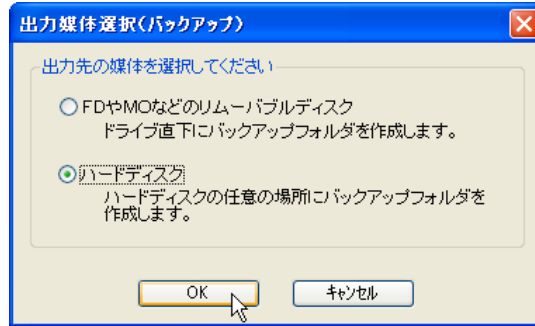 出力媒体選択(バックアップ)
出力先の媒体を選択してください
FDやMOなどのリムーバブルディスク
ドライブ直下にバックアップフォルダを作成します。
ハードディスク
ハードディスクの任意の場所にバックアップフォルダを
作成します。
OK
キャンセル